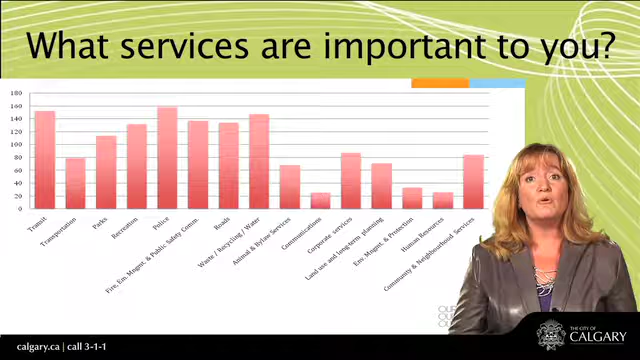 What services are important to you?
180
160
140
120
100
80
60
40
20
0
Transit
Transportation
Parks
Recreation
Police
Fire, Em. Mngmt. & Public Safety Comm.
Roads
Waste / Recycling / Water
Animal & Bylaw Services
Communications
Corporate services
Land use and long-term planning
Env. Mngmnt. & Protection
Human Resources
Community & Neighbourhood Services
calgary.ca | call 3-1-1
THE CITY OF
CALGARY